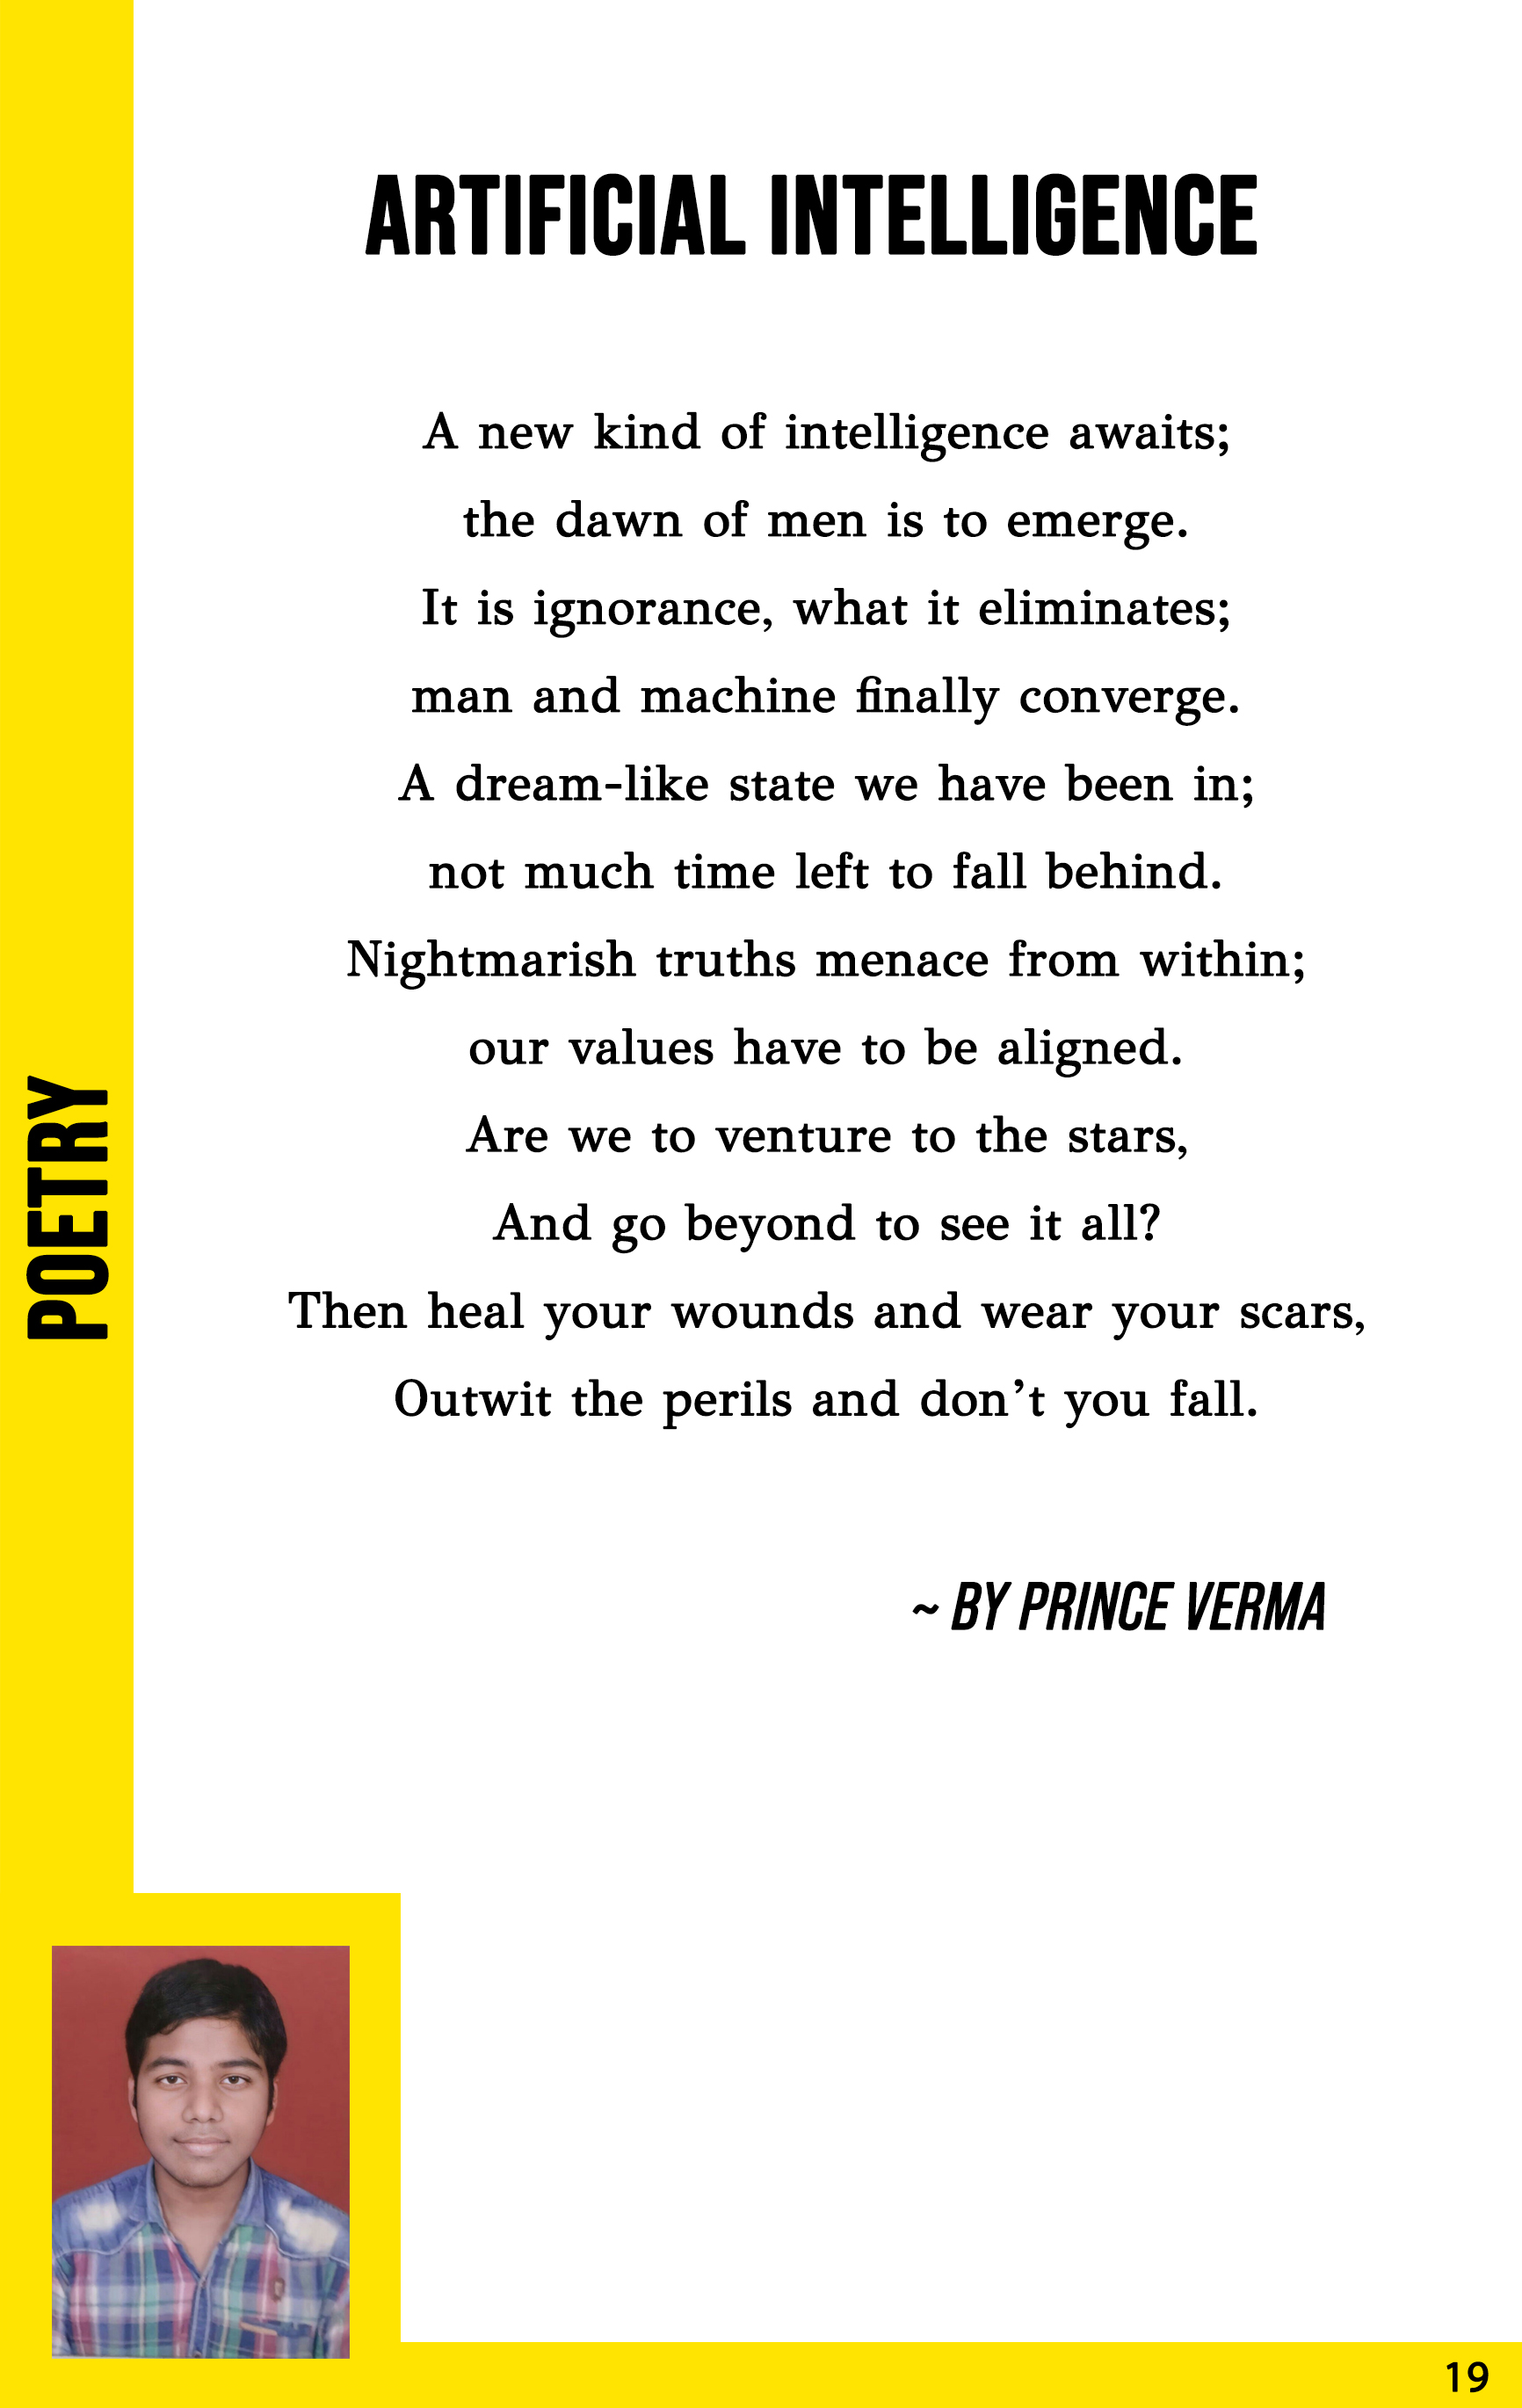 ARTIFICIAL INTELLIGENCE
A new kind of intelligence awaits;
the dawn of men is to emerge.
It is ignorance, what it eliminates;
man and machine finally converge.
A dream-like state we have been in;
not much time left to fall behind.
Nightmarish truths menace from within;
our values have to be aligned.
Are we to venture to the stars,
And go beyond to see it all?
Then heal your wounds and wear your scars,
Outwit the perils and don’t you fall.
~ BY PRINCE VERMA
POETRY
19